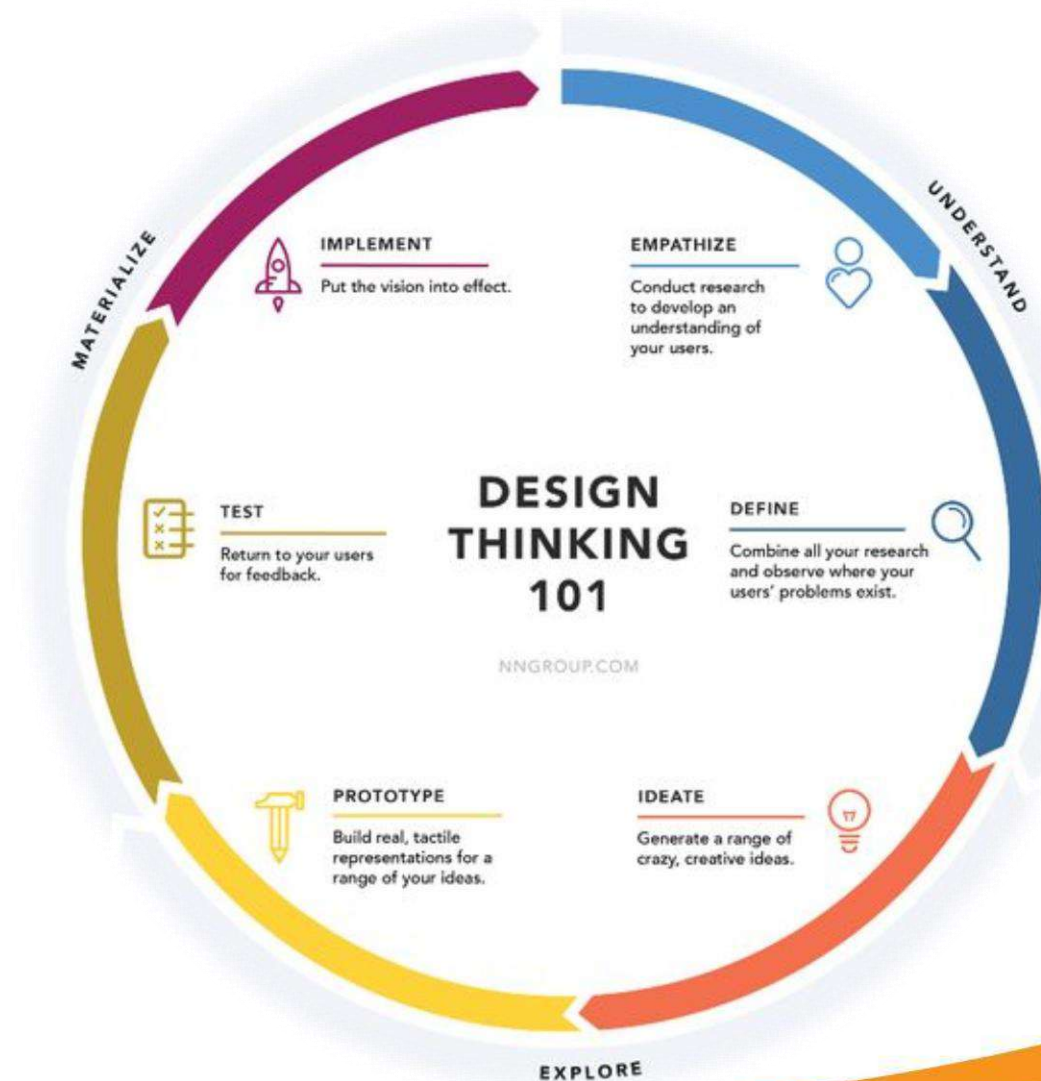 UNDERSTAND
EMPATHIZE
Conduct research
to develop an
understanding of
your users.
DEFINE
Combine all your research
and observe where your
users' problems exist.
EXPLORE
IDEATE
Generate a range of
crazy, creative ideas.
PROTOTYPE
Build real, tactile
representations for a
range of your ideas.
MATERIALIZE
TEST
Return to your users
for feedback.
IMPLEMENT
Put the vision into effect.
DESIGN
THINKING
101
NNGROUP.COM